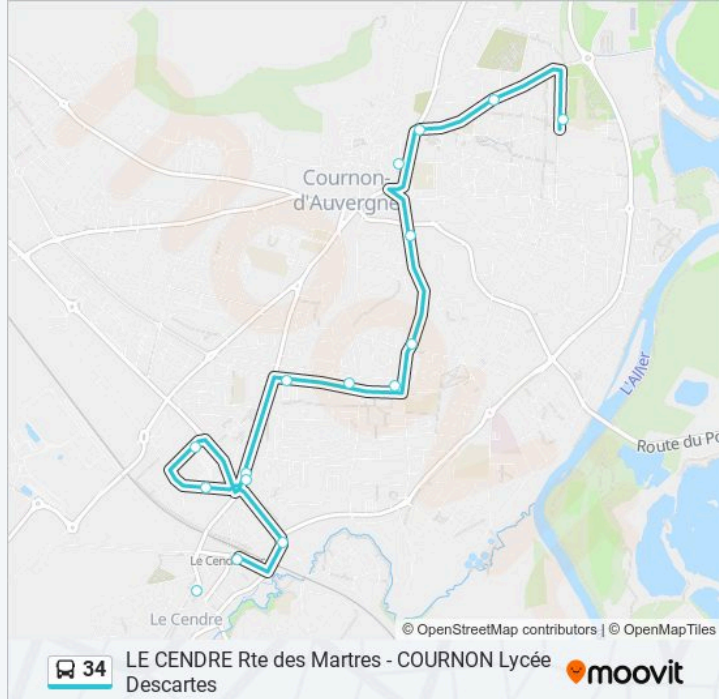 Cournon-
d'Auvergne
L'Allier
Route du Po
Le Cend
Le Cendre
© OpenStreetMap contributors | © OpenMapTiles
34
LE CENDRE Rte des Martres - COURNON Lycée
Descartes
moovit